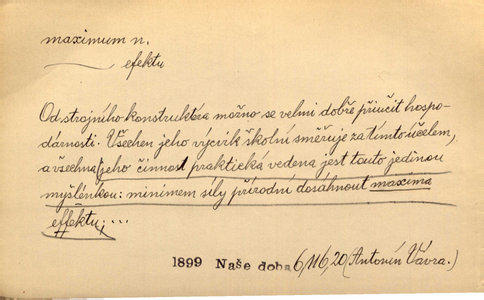 maximum n.
efektu
Od strojního konstruktéra možno se velmi dobře přiučit hospo-
dárnosti. Všechen jeho výcvik školní směřuje za tímto účelem,
a všechna jeho činnost praktická vedena jest touto jedinou
myšlénkou: minimem síly přírodní dosáhnout maxima
effektu; ...
1899 Naše doba 6, 116, 20 (Antonín Vávra.)